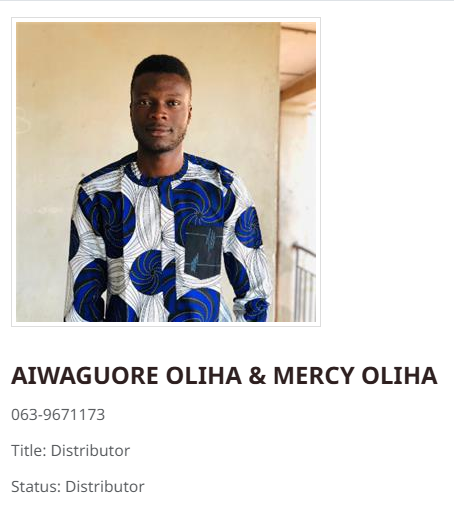 AIWAGUORE OLIHA & MERCY OLIHA
063-9671173
Title: Distributor
Status: Distributor